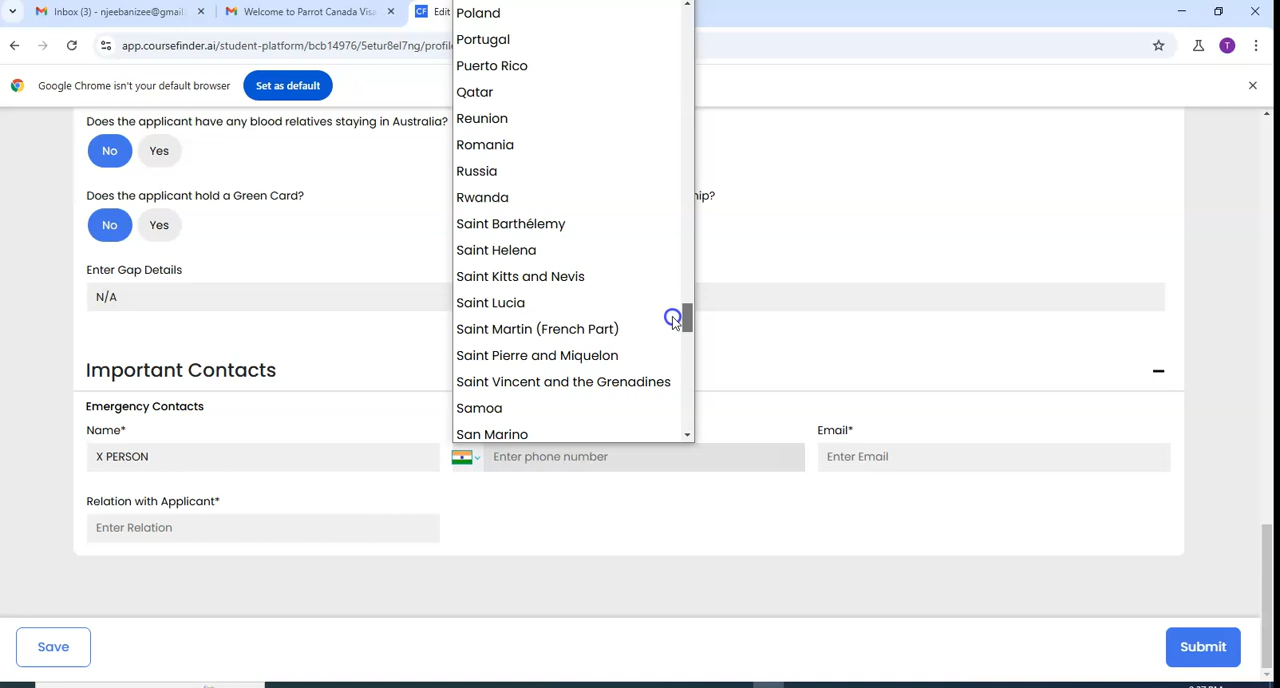 Inbox (3) - njeebanizee@gmail
Welcome to Parrot Canada Visa
CF Edit
app.coursefinder.ai/student-platform/bcb14976/5etur8el7ng/profile
T
Google Chrome isn't your default browser
Set as default
Does the applicant have any blood relatives staying in Australia?
No Yes
Does the applicant hold a Green Card?
hip?
No Yes
Enter Gap Details
N/A
Important Contacts
Emergency Contacts
Name*
Email*
X PERSON
Enter phone number
Enter Email
Relation with Applicant*
Enter Relation
Poland
Portugal
Puerto Rico
Qatar
Reunion
Romania
Russia
Rwanda
Saint Barthélemy
Saint Helena
Saint Kitts and Nevis
Saint Lucia
Saint Martin (French Part)
Saint Pierre and Miquelon
Saint Vincent and the Grenadines
Samoa
San Marino
Save
Submit